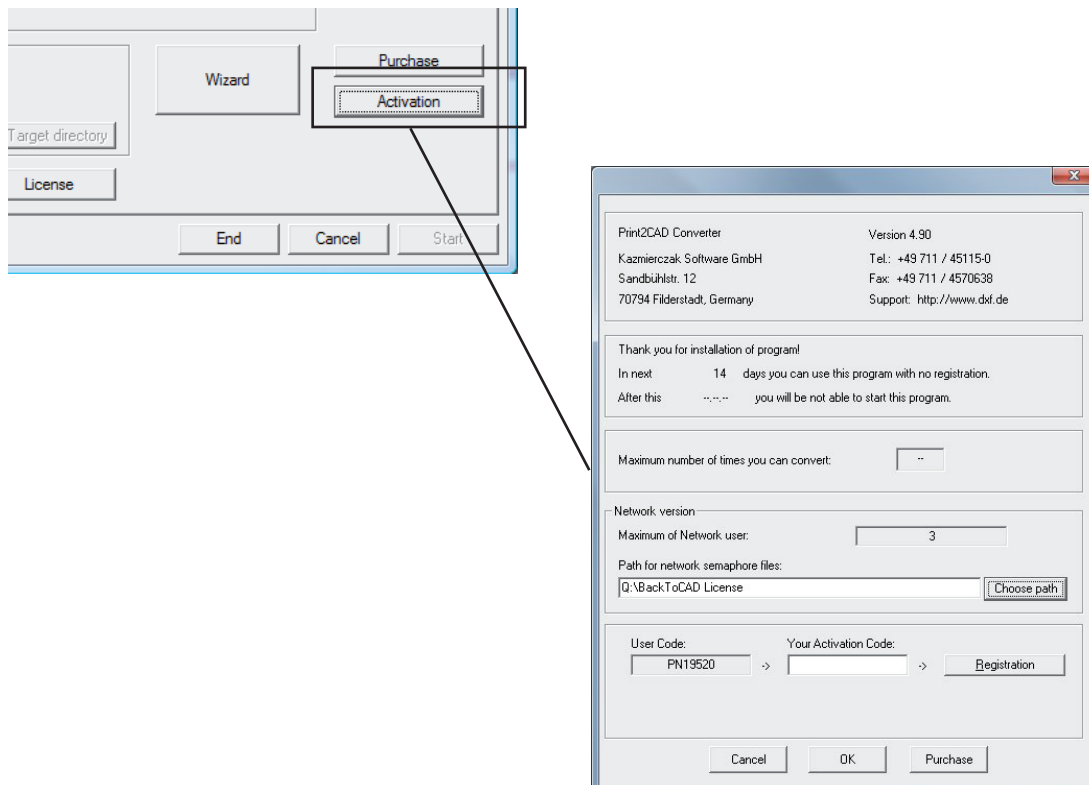 Purchase
Wizard
Activation
Target directory
License
End Cancel Start
Print2CAD Converter Version 4.90
Kazmierczak Software GmbH Tel.: +49 711 / 45115-0
Sandbühlstr. 12 Fax: +49 711 / 4570638
70794 Filderstadt, Germany Support: http://www.dxf.de
Thank you for installation of program!
In next 14 days you can use this program with no registration.
After this --.--.-- you will be not able to start this program.
Maximum number of times you can convert: --
Network version
Maximum of Network user: 3
Path for network semaphore files:
Q:\BackToCAD License Choose path
User Code: Your Activation Code:
PN19520 -> -> Registration
Cancel OK Purchase